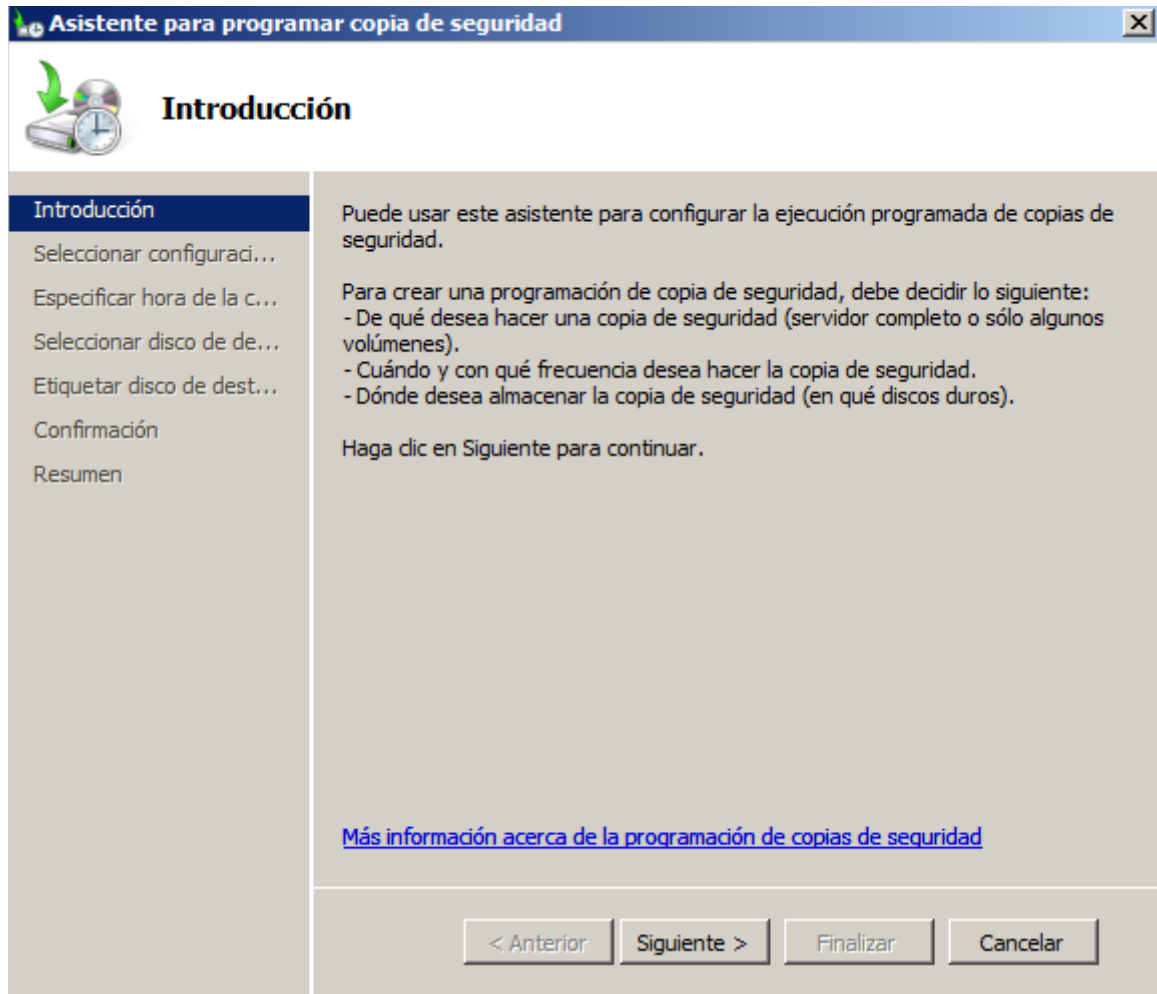 Asistente para programar copia de seguridad
Introducción
Introducción
Seleccionar configuraci...
Especificar hora de la c...
Seleccionar disco de de...
Etiquetar disco de dest...
Confirmación
Resumen
Puede usar este asistente para configurar la ejecución programada de copias de
seguridad.
Para crear una programación de copia de seguridad, debe decidir lo siguiente:
- De qué desea hacer una copia de seguridad (servidor completo o sólo algunos
volúmenes).
- Cuándo y con qué frecuencia desea hacer la copia de seguridad.
- Dónde desea almacenar la copia de seguridad (en qué discos duros).
Haga clic en Siguiente para continuar.
Más información acerca de la programación de copias de seguridad
< Anterior
Siguiente >
Finalizar
Cancelar